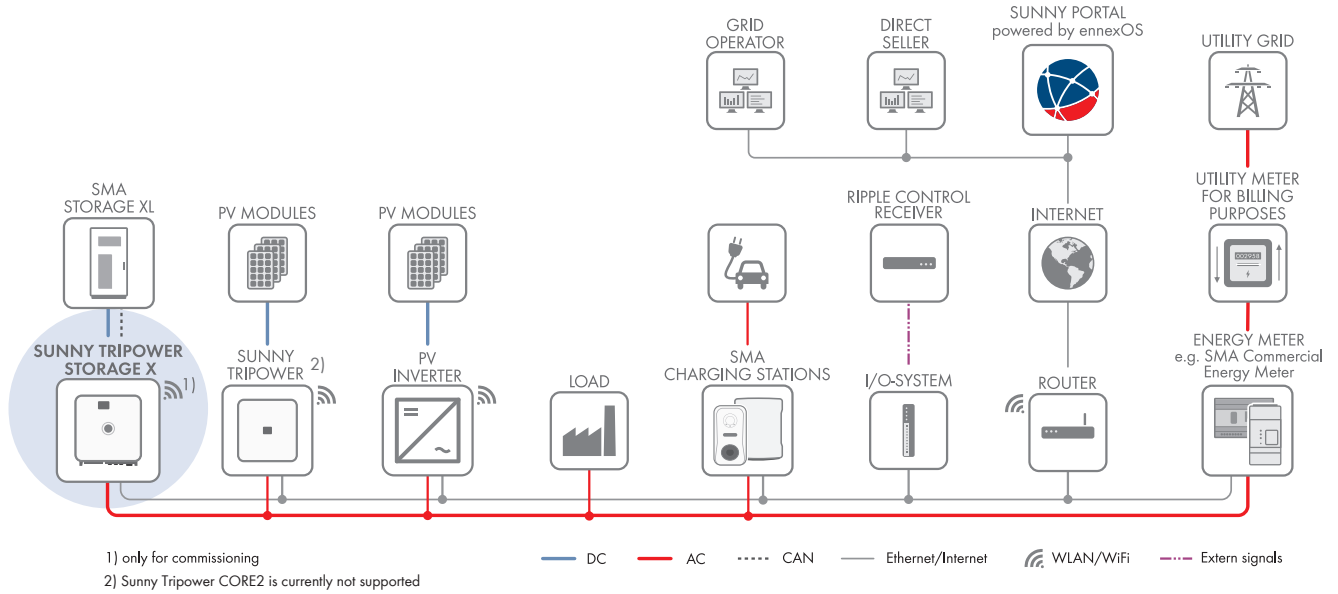 GRID
OPERATOR
DIRECT
SELLER
SUNNY PORTAL
powered by ennexOS
UTILITY GRID
SMA
STORAGE XL
PV MODULES
PV MODULES
RIPPLE CONTROL
RECEIVER
INTERNET
UTILITY METER
FOR BILLING
PURPOSES
002958
SUNNY TRIPOWER
STORAGE X
1)
SUNNY
TRIPOWER
2)
PV
INVERTER
LOAD
SMA
CHARGING STATIONS
I/O-SYSTEM
ROUTER
ENERGY METER
e.g. SMA Commercial
Energy Meter
1) only for commissioning
2) Sunny Tripower CORE2 is currently not supported
DC
AC
CAN
Ethernet/Internet
WLAN/WiFi
Extern signals